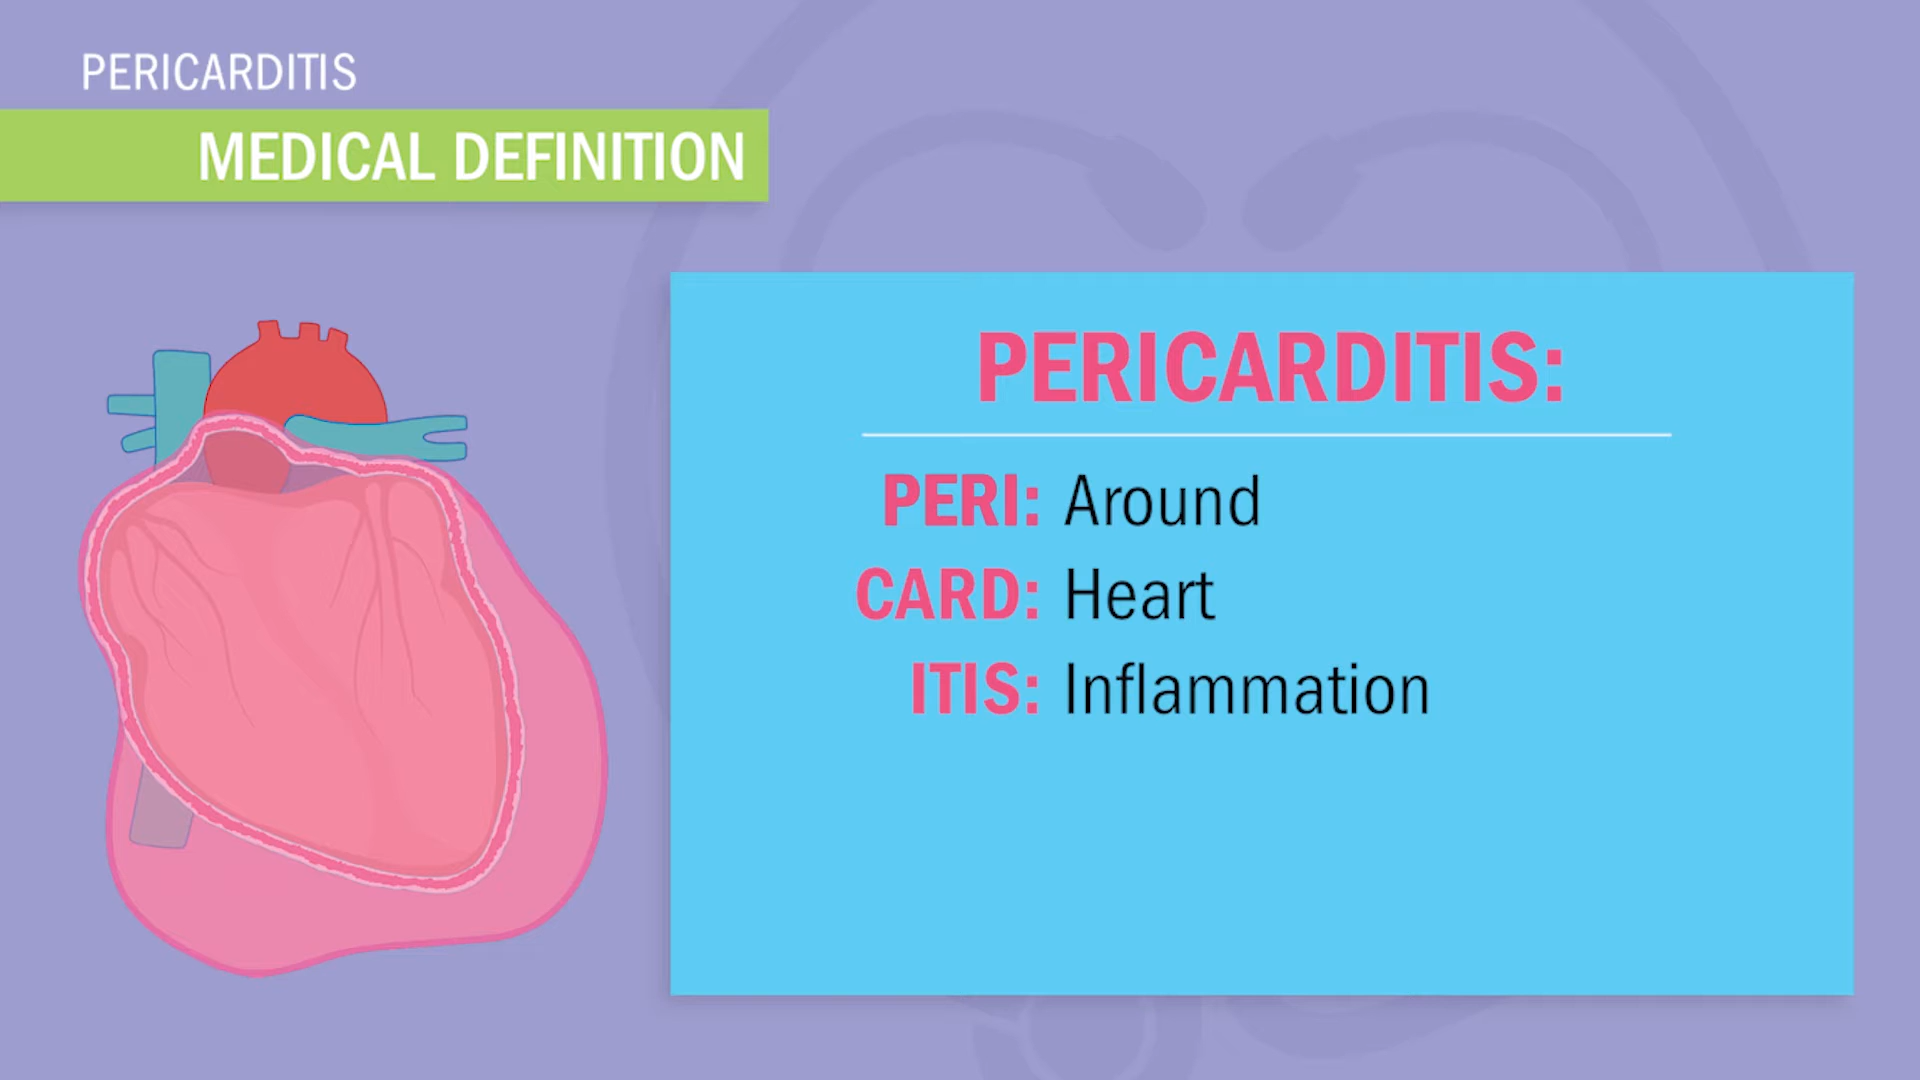 PERICARDITIS
MEDICAL DEFINITION
PERICARDITIS:
PERI: Around
CARD: Heart
ITIS: Inflammation